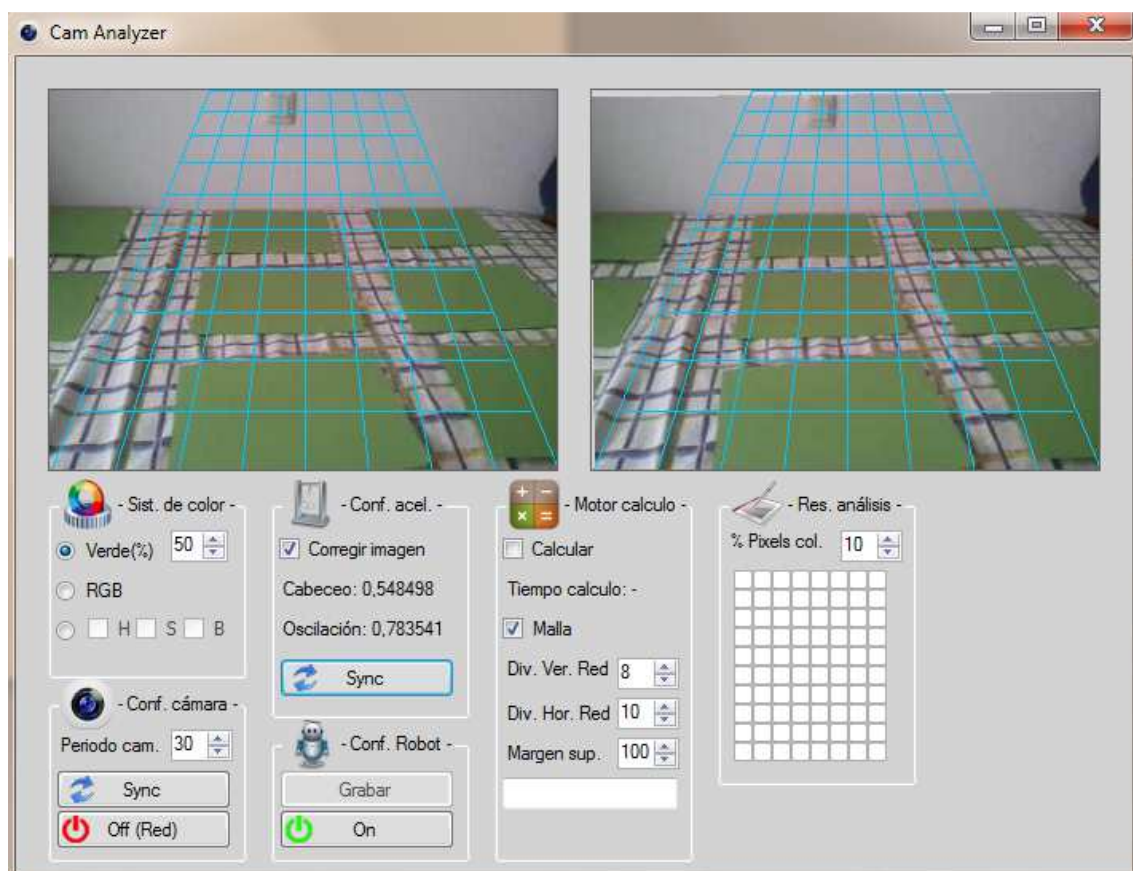 Cam Analyzer
- Sist. de color -
Verde(%) 50
RGB
H S B
- Conf. cámara -
Periodo cam. 30
Sync
Off (Red)
- Conf. acel. -
Corregir imagen
Cabeceo: 0,548498
Oscilación: 0,783541
Sync
- Conf. Robot -
Grabar
On
- Motor calculo -
Calcular
Tiempo calculo: -
Malla
Div. Ver. Red 8
Div. Hor. Red 10
Margen sup. 100
- Res. análisis -
% Pixels col. 10